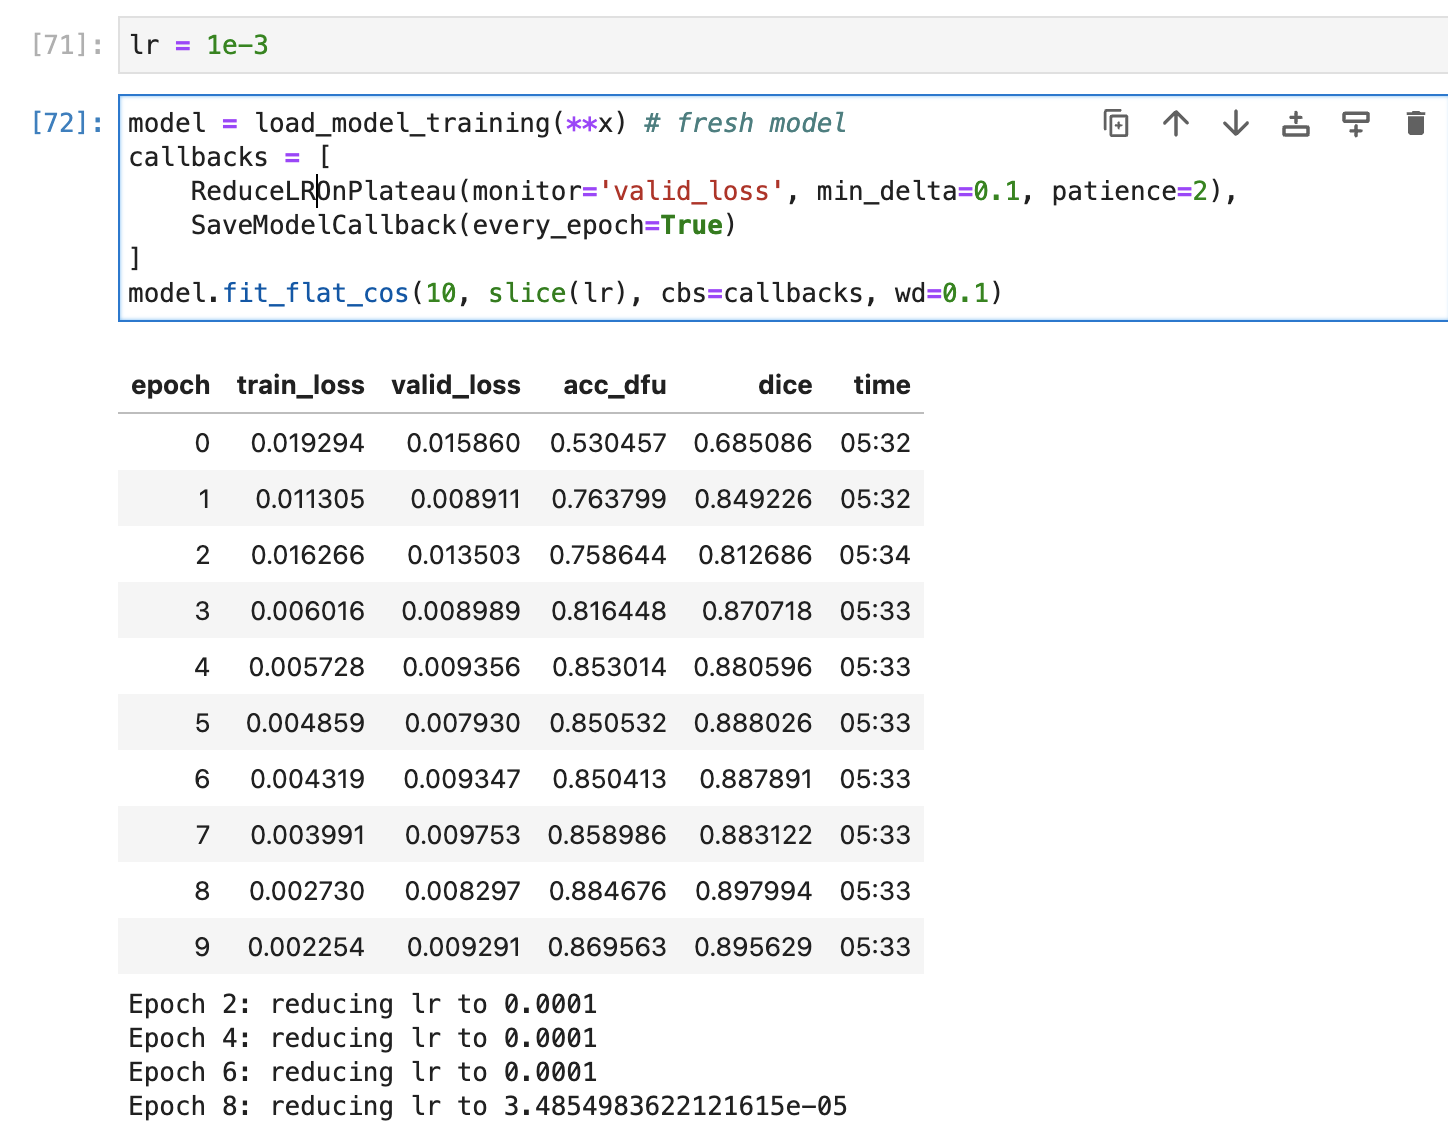 [71]: lr = 1e-3
[72]: model = load_model_training(**x) # fresh model
callbacks = [
    ReduceLROnPlateau(monitor='valid_loss', min_delta=0.1, patience=2),
    SaveModelCallback(every_epoch=True)
]
model.fit_flat_cos(10, slice(lr), cbs=callbacks, wd=0.1)
epoch train_loss valid_loss acc_dfu dice time
0 0.019294 0.015860 0.530457 0.685086 05:32
1 0.011305 0.008911 0.763799 0.849226 05:32
2 0.016266 0.013503 0.758644 0.812686 05:34
3 0.006016 0.008989 0.816448 0.870718 05:33
4 0.005728 0.009356 0.853014 0.880596 05:33
5 0.004859 0.007930 0.850532 0.888026 05:33
6 0.004319 0.009347 0.850413 0.887891 05:33
7 0.003991 0.009753 0.858986 0.883122 05:33
8 0.002730 0.008297 0.884676 0.897994 05:33
9 0.002254 0.009291 0.869563 0.895629 05:33
Epoch 2: reducing lr to 0.0001
Epoch 4: reducing lr to 0.0001
Epoch 6: reducing lr to 0.0001
Epoch 8: reducing lr to 3.4854983622121615e-05